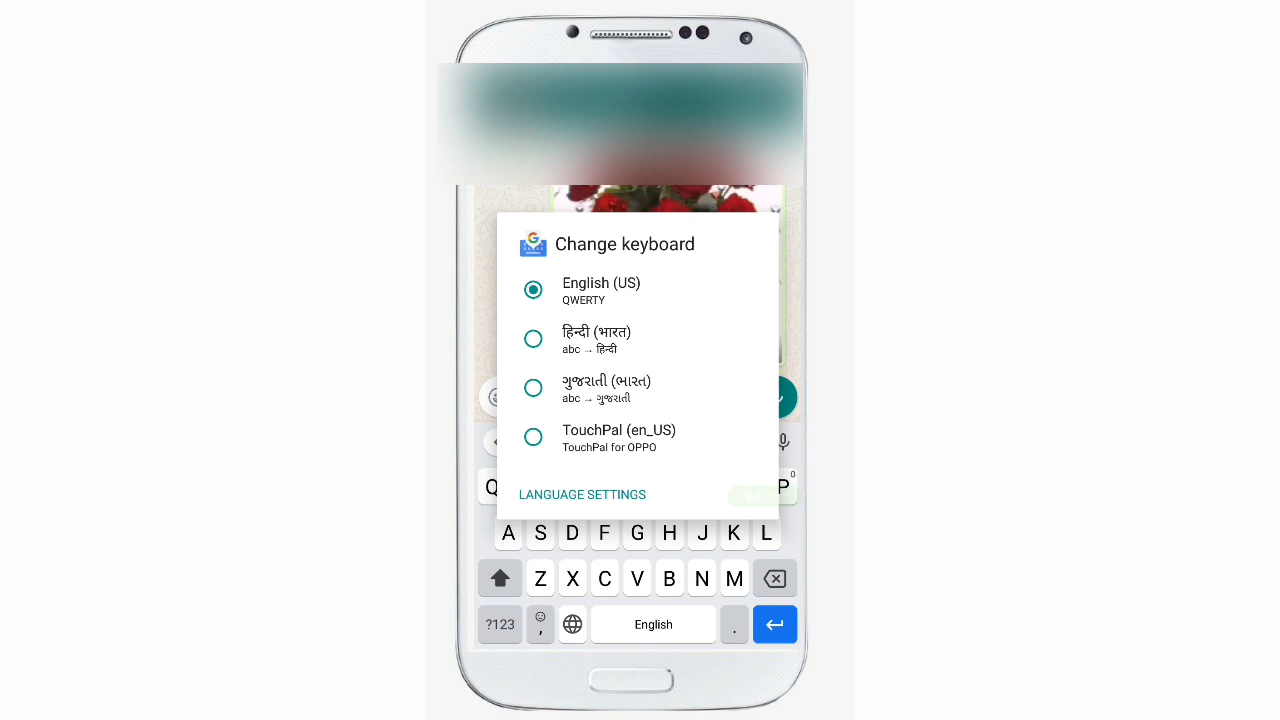 Change keyboard
English (US)
QWERTY
हिन्दी (भारत)
abc → हिन्दी
ગુજરાતી (ભારત)
abc → ગુજરાતી
TouchPal (en_US)
TouchPal for OPPO
LANGUAGE SETTINGS
Q P 0
A S D F G H J K L
Z X C V B N M
?123 , English .